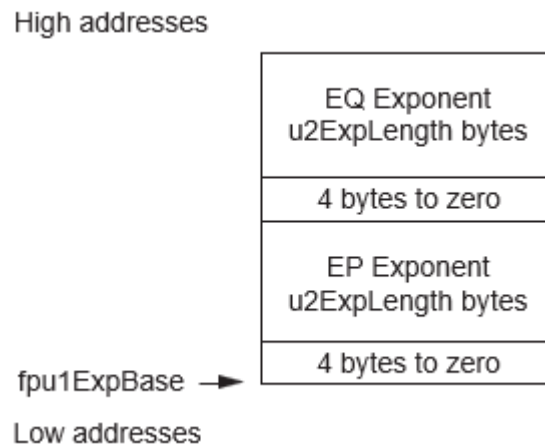 High addresses
EQ Exponent
u2ExpLength bytes
4 bytes to zero
EP Exponent
u2ExpLength bytes
4 bytes to zero
fpu1ExpBase
Low addresses